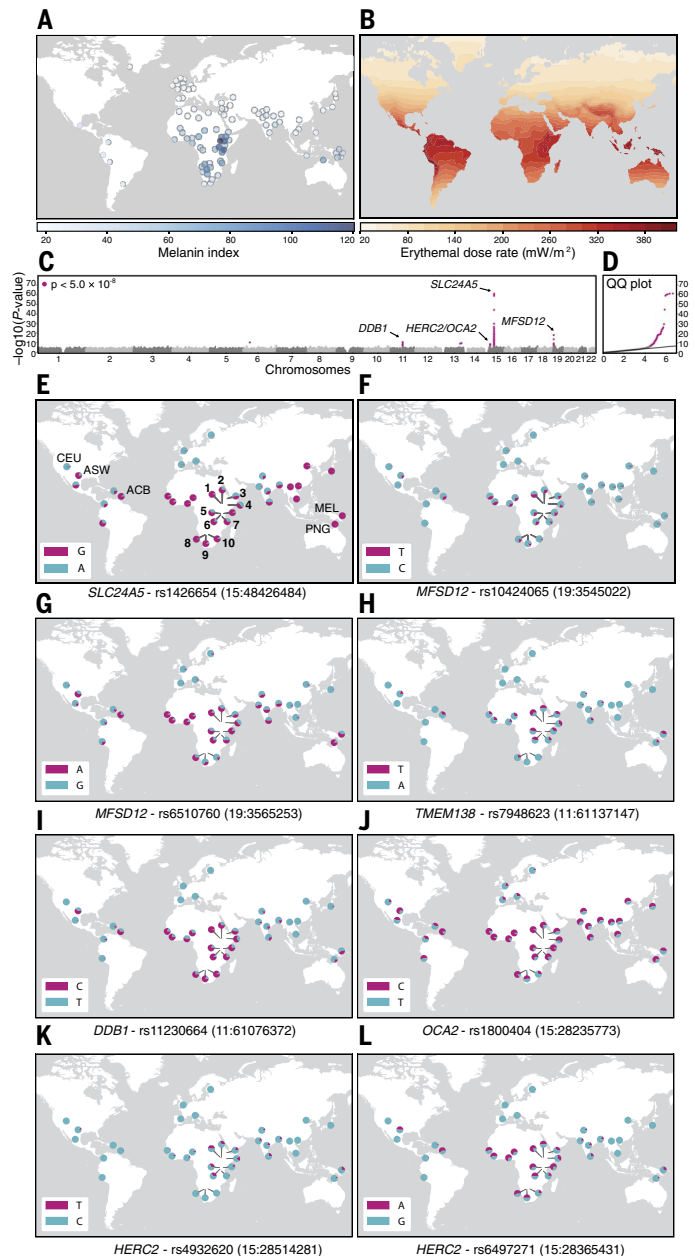 A
B
20 40 60 80 100 120
Melanin index
20 80 140 200 260 320 380
Erythemal dose rate (mW/m²)
C
D
p < 5.0 × 10⁻⁸
SLC24A5
DDB1
HERC2/OCA2
MFSD12
QQ plot
−log10(P-value)
70
60
50
40
30
20
10
0
70
60
50
40
30
20
10
0
1 2 3 4 5 6 7 8 9 10 11 12 13 14 15 16 17 18 19 20 21 22
Chromosomes
0 2 4 6
E
F
CEU
ASW
ACB
1
2
3
4
5
6
7
8
9
10
MEL
PNG
G
A
T
C
SLC24A5 - rs1426654 (15:48426484)
MFSD12 - rs10424065 (19:3545022)
G
H
A
G
T
A
MFSD12 - rs6510760 (19:3565253)
TMEM138 - rs7948623 (11:61137147)
I
J
C
T
C
T
DDB1 - rs11230664 (11:61076372)
OCA2 - rs1800404 (15:28235773)
K
L
T
C
A
G
HERC2 - rs4932620 (15:28514281)
HERC2 - rs6497271 (15:28365431)